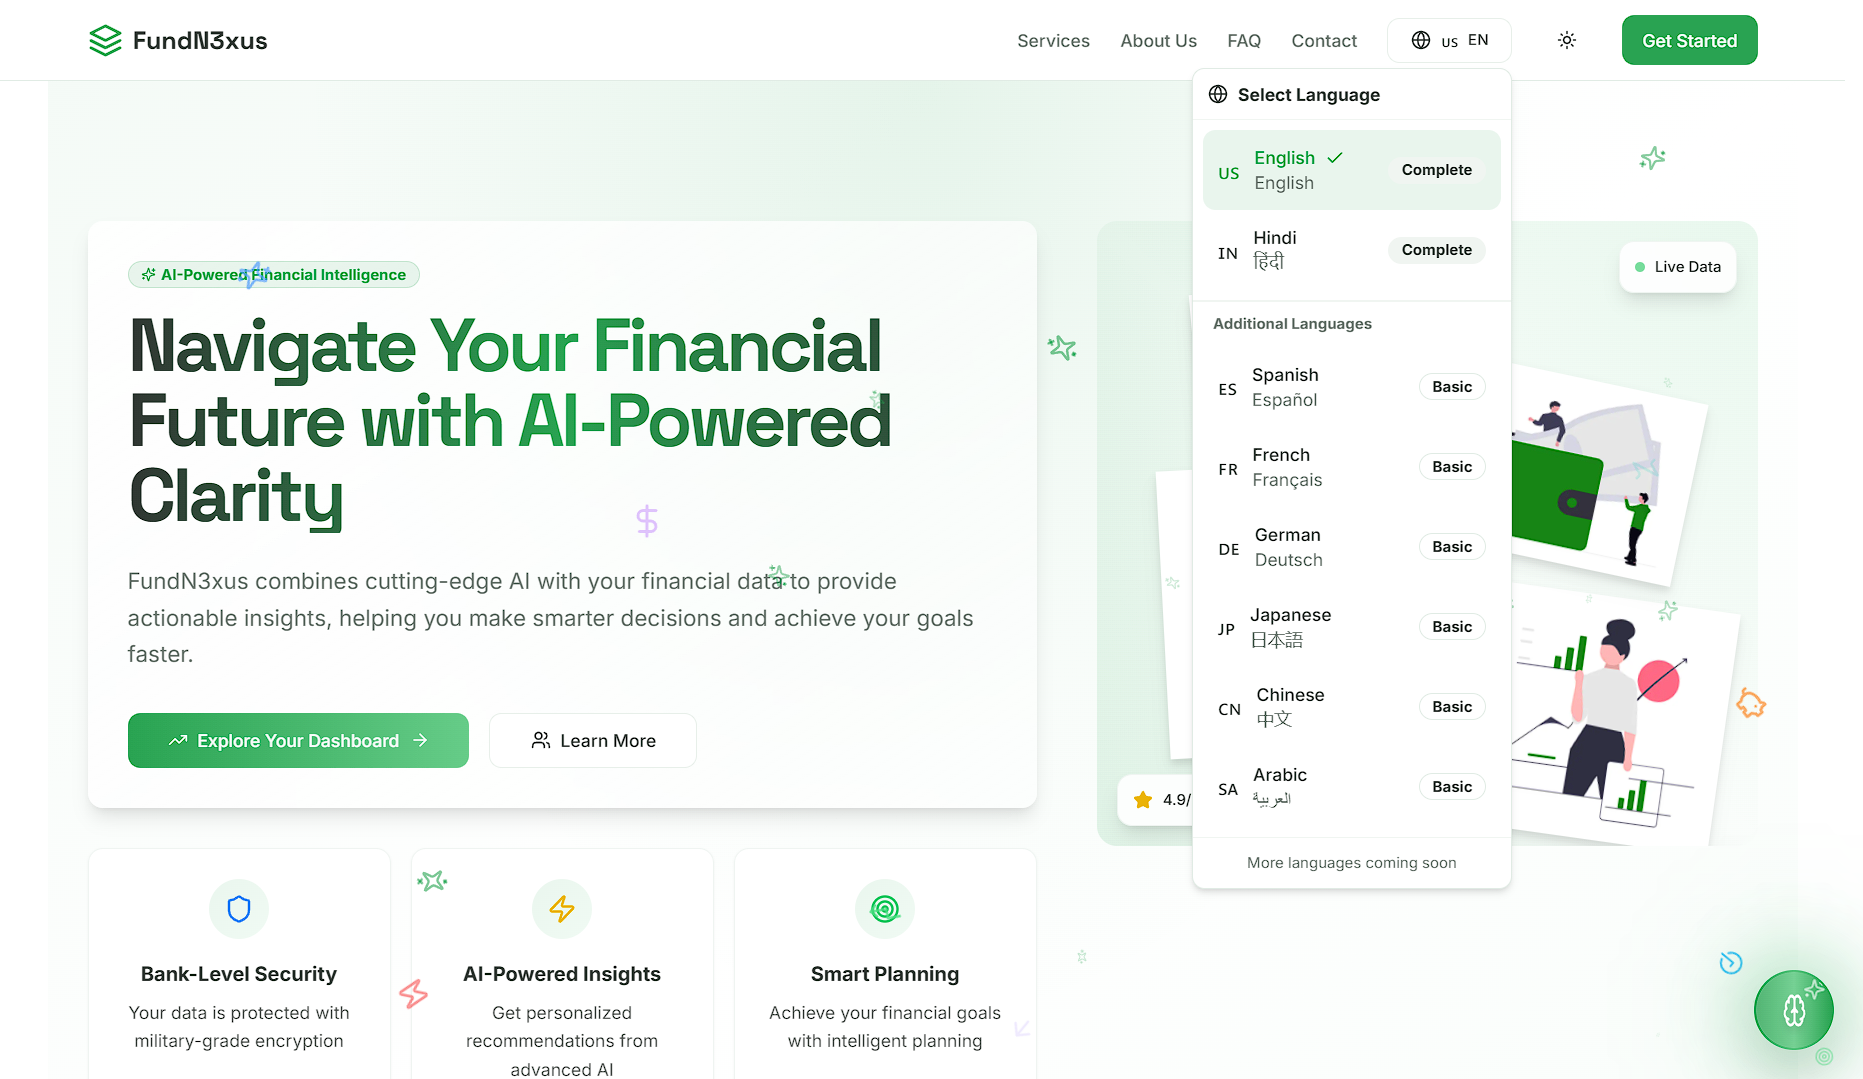 FundN3xus
Services
About Us
FAQ
Contact
US EN
Get Started
Select Language
US
English
English
Complete
IN
Hindi
हिंदी
Complete
Additional Languages
ES
Spanish
Español
Basic
FR
French
Français
Basic
DE
German
Deutsch
Basic
JP
Japanese
日本語
Basic
CN
Chinese
中文
Basic
SA
Arabic
العربية
Basic
More languages coming soon
Live Data
4.9/
AI-Powered Financial Intelligence
Navigate Your Financial
Future with AI-Powered
Clarity
FundN3xus combines cutting-edge AI with your financial data to provide
actionable insights, helping you make smarter decisions and achieve your goals
faster.
Explore Your Dashboard
Learn More
Bank-Level Security
Your data is protected with
military-grade encryption
AI-Powered Insights
Get personalized
recommendations from
advanced AI
Smart Planning
Achieve your financial goals
with intelligent planning